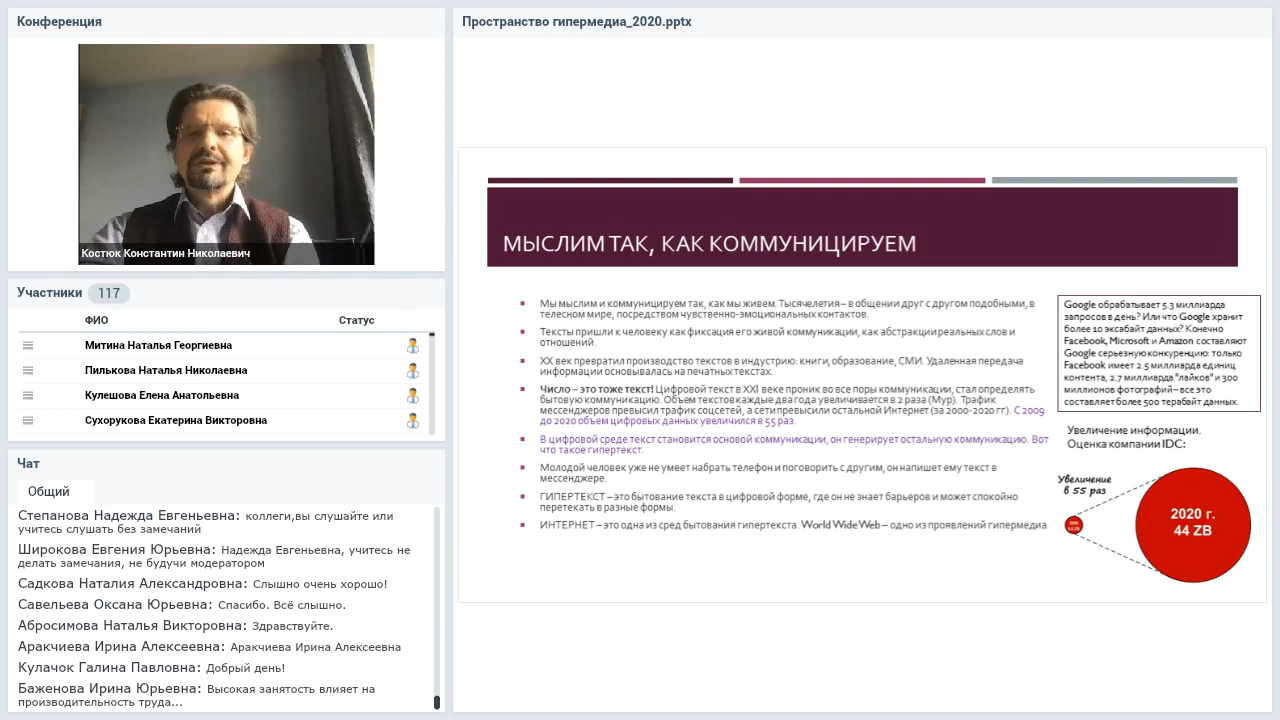 Конференция
Костюк Константин Николаевич
Участники 117
ФИО Статус
Митина Наталья Георгиевна
Пилькова Наталья Николаевна
Кулешова Елена Анатольевна
Сухорукова Екатерина Викторовна
Чат
Общий
Степанова Надежда Евгеньевна: коллеги,вы слушайте или
учитесь слушать без замечаний
Широкова Евгения Юрьевна: Надежда Евгеньевна, учитесь не
делать замечания, не будучи модератором
Садкова Наталия Александровна: Слышно очень хорошо!
Савельева Оксана Юрьевна: Спасибо. Всё слышно.
Абросимова Наталья Викторовна: Здравствуйте.
Аракчиева Ирина Алексеевна: Аракчиева Ирина Алексеевна
Кулачок Галина Павловна: Добрый день!
Баженова Ирина Юрьевна: Высокая занятость влияет на
производительность труда...
Пространство гипермедиа_2020.pptx
МЫСЛИМ ТАК, КАК КОММУНИЦИРУЕМ
Мы мыслим и коммуницируем так, как мы живем. Тысячелетия – в общении друг с другом подобными, в
телесном мире, посредством чувственно-эмоциональных контактов.
Тексты пришли к человеку как фиксация его живой коммуникации, как абстракции реальных слов и
отношений.
ХХ век превратил производство текстов в индустрию: книги, образование, СМИ. Удаленная передача
информации основывалась на печатных текстах.
Число – это тоже текст! Цифровой текст в XXI веке проник во все поры коммуникации, стал определять
бытовую коммуникацию. Объем текстов каждые два года увеличивается в 2 раза (Мур). Трафик
мессенджеров превысил трафик соцсетей, а сети превысили остальной Интернет (за 2000-2020 гг). С 2009
до 2020 объем цифровых данных увеличился в 55 раз.
В цифровой среде текст становится основой коммуникации, он генерирует остальную коммуникацию. Вот
что такое гипертекст.
Молодой человек уже не умеет набрать телефон и поговорить с другим, он напишет ему текст в
мессенджере.
ГИПЕРТЕКСТ – это бытование текста в цифровой форме, где он не знает барьеров и может спокойно
перетекать в разные формы.
ИНТЕРНЕТ – это одна из сред бытования гипертекста. World Wide Web – одно из проявлений гипермедиа.
Google обрабатывает 5.3 миллиарда
запросов в день? Или что Google хранит
более 10 эксабайт данных? Конечно
Facebook, Microsoft и Amazon составляют
Google серьезную конкуренцию: только
Facebook имеет 2.5 миллиарда единиц
контента, 2.7 миллиарда "лайков" и 300
миллионов фотографий – все это
составляет более 500 терабайт данных.
Увеличение информации.
Оценка компании IDC:
Увеличение
в 55 раз
2020 г.
44 ZB